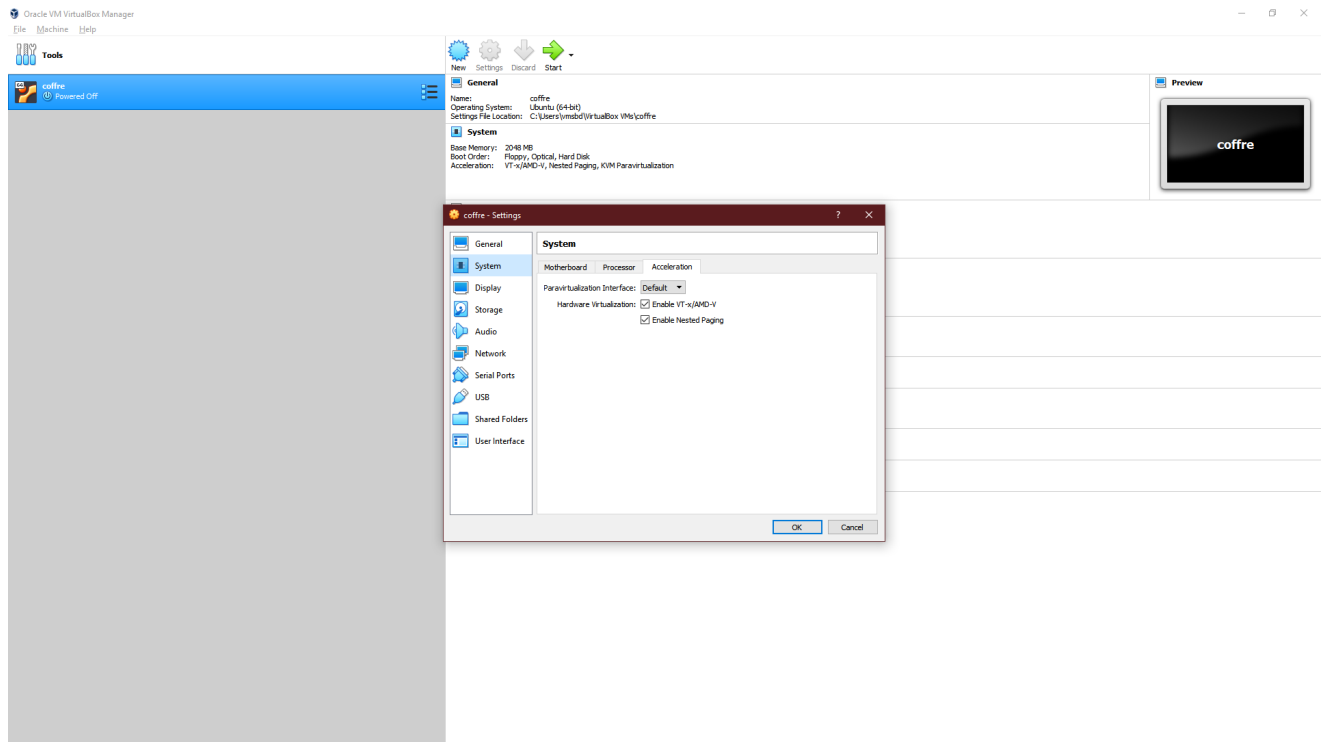 Oracle VM VirtualBox Manager
File Machine Help
Tools
New Settings Discard Start
coffre
Powered Off
General
Name: coffre
Operating System: Ubuntu (64-bit)
Settings File Location: C:\Users\vmsbd\VirtualBox VMs\coffre
System
Base Memory: 2048 MB
Boot Order: Floppy, Optical, Hard Disk
Acceleration: VT-x/AMD-V, Nested Paging, KVM Paravirtualization
Preview
coffre
coffre - Settings
General
System
Display
Storage
Audio
Network
Serial Ports
USB
Shared Folders
User Interface
System
Motherboard Processor Acceleration
Paravirtualization Interface: Default
Hardware Virtualization: Enable VT-x/AMD-V
Enable Nested Paging
OK Cancel